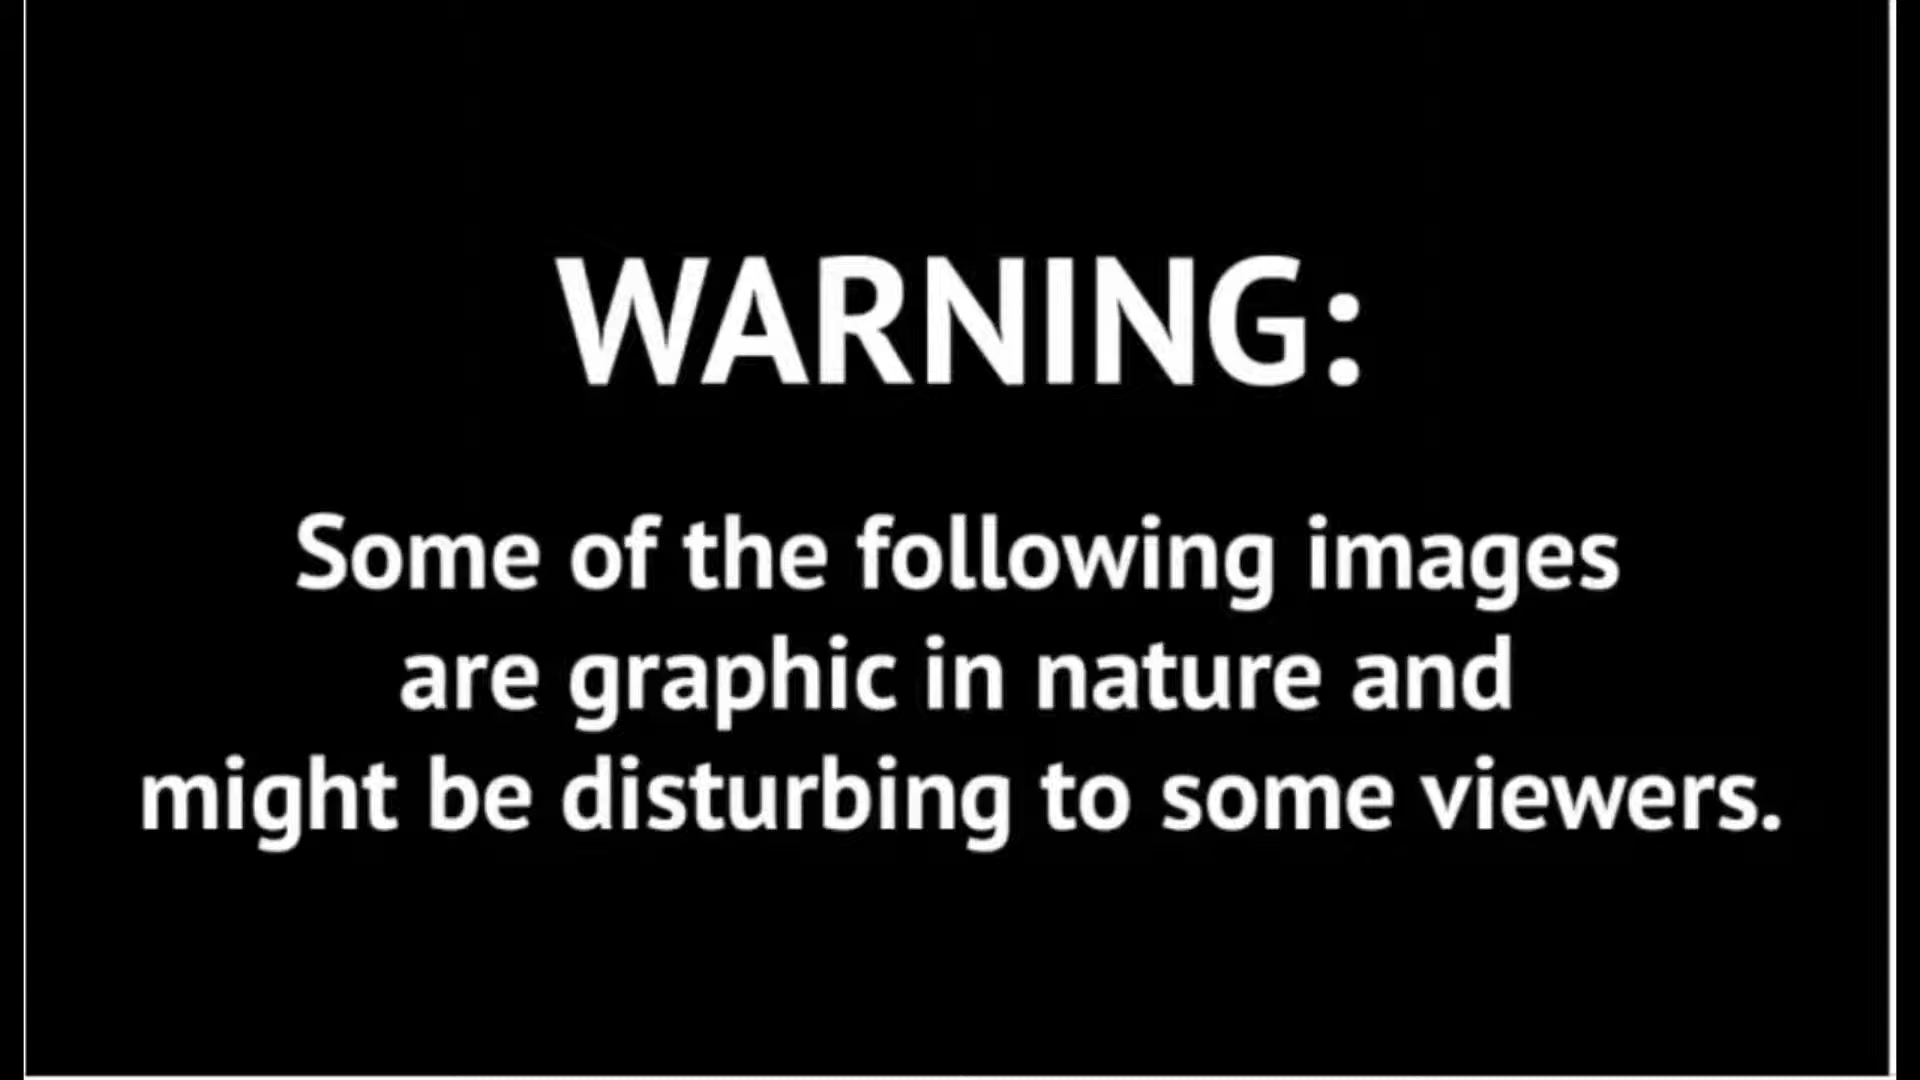 WARNING:
Some of the following images
are graphic in nature and
might be disturbing to some viewers.